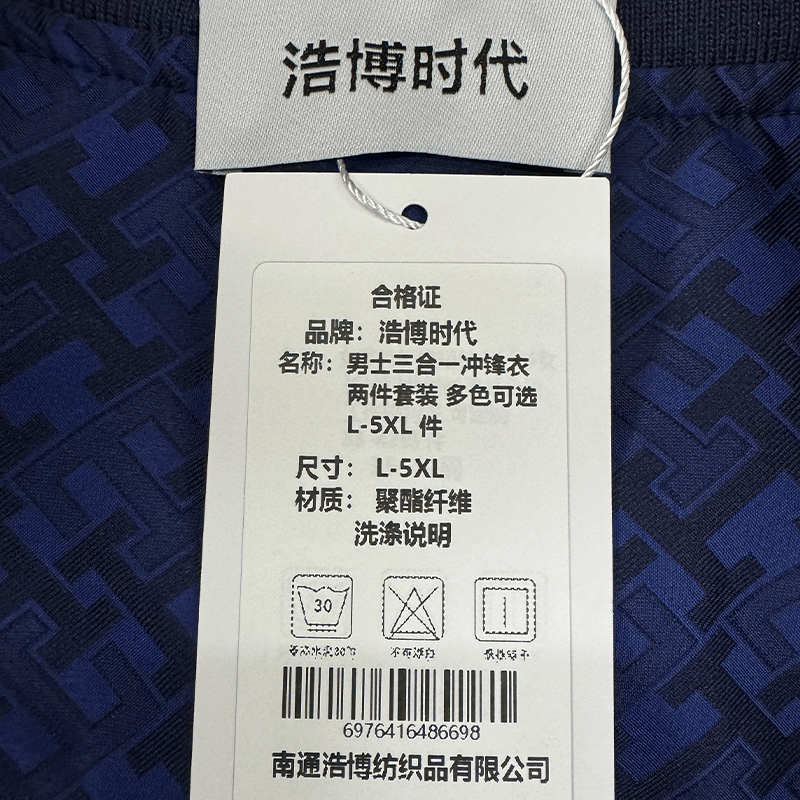 浩博时代
合格证
品牌：浩博时代
名称：男士三合一冲锋衣
两件套装 多色可选
L-5XL 件
尺寸： L-5XL
材质： 聚酯纤维
洗涤说明
30
6976416486698
南通浩博纺织品有限公司